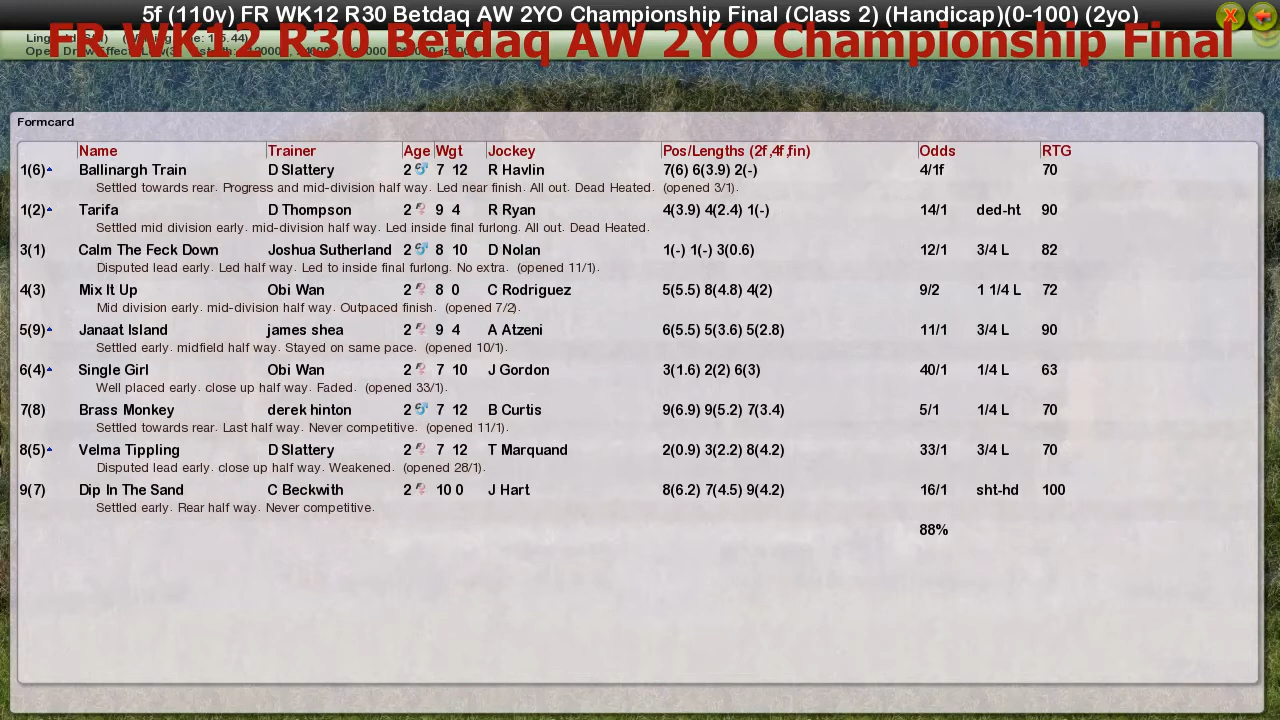 5f (110y) FR WK12 R30 Betdaq AW 2YO Championship Final (Class 2) (Handicap)(0-100) (2yo)
FR WK12 R30 Betdaq AW 2YO Championship Final
Formcard
Name Trainer Age Wgt Jockey Pos/Lengths (2f,4f,fin) Odds RTG
1(6) Ballinargh Train D Slattery 2 7 12 R Havlin 7(6) 6(3.9) 2(-) 4/1f 70
Settled towards rear. Progress and mid-division half way. Led near finish. All out. Dead Heated. (opened 3/1).
1(2) Tarifa D Thompson 2 9 4 R Ryan 4(3.9) 4(2.4) 1(-) 14/1 ded-ht 90
Settled mid division early. mid-division half way. Led inside final furlong. All out. Dead Heated.
3(1) Calm The Feck Down Joshua Sutherland 2 8 10 D Nolan 1(-) 1(-) 3(0.6) 12/1 3/4 L 82
Disputed lead early. Led half way. Led to inside final furlong. No extra. (opened 11/1).
4(3) Mix It Up Obi Wan 2 8 0 C Rodriguez 5(5.5) 8(4.8) 4(2) 9/2 1 1/4 L 72
Mid division early. mid-division half way. Outpaced finish. (opened 7/2).
5(9) Janaat Island james shea 2 9 4 A Atzeni 6(5.5) 5(3.6) 5(2.8) 11/1 3/4 L 90
Settled early. midfield half way. Stayed on same pace. (opened 10/1).
6(4) Single Girl Obi Wan 2 7 10 J Gordon 3(1.6) 2(2) 6(3) 40/1 1/4 L 63
Well placed early. close up half way. Faded. (opened 33/1).
7(8) Brass Monkey derek hinton 2 7 12 B Curtis 9(6.9) 9(5.2) 7(3.4) 5/1 1/4 L 70
Settled towards rear. Last half way. Never competitive. (opened 11/1).
8(5) Velma Tippling D Slattery 2 7 12 T Marquand 2(0.9) 3(2.2) 8(4.2) 33/1 3/4 L 70
Disputed lead early. close up half way. Weakened. (opened 28/1).
9(7) Dip In The Sand C Beckwith 2 10 0 J Hart 8(6.2) 7(4.5) 9(4.2) 16/1 sht-hd 100
Settled early. Rear half way. Never competitive.
88%